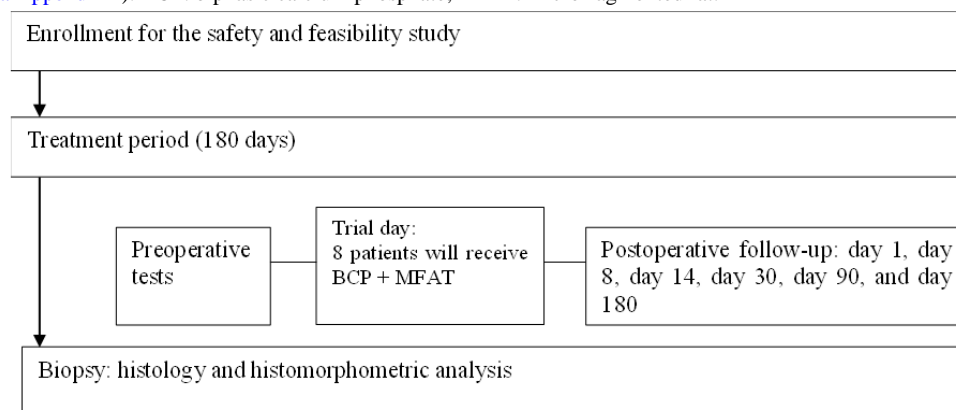 Enrollment for the safety and feasibility study
Treatment period (180 days)
Preoperative
tests
Trial day:
8 patients will receive
BCP + MFAT
Postoperative follow-up: day 1, day
8, day 14, day 30, day 90, and day
180
Biopsy: histology and histomorphometric analysis